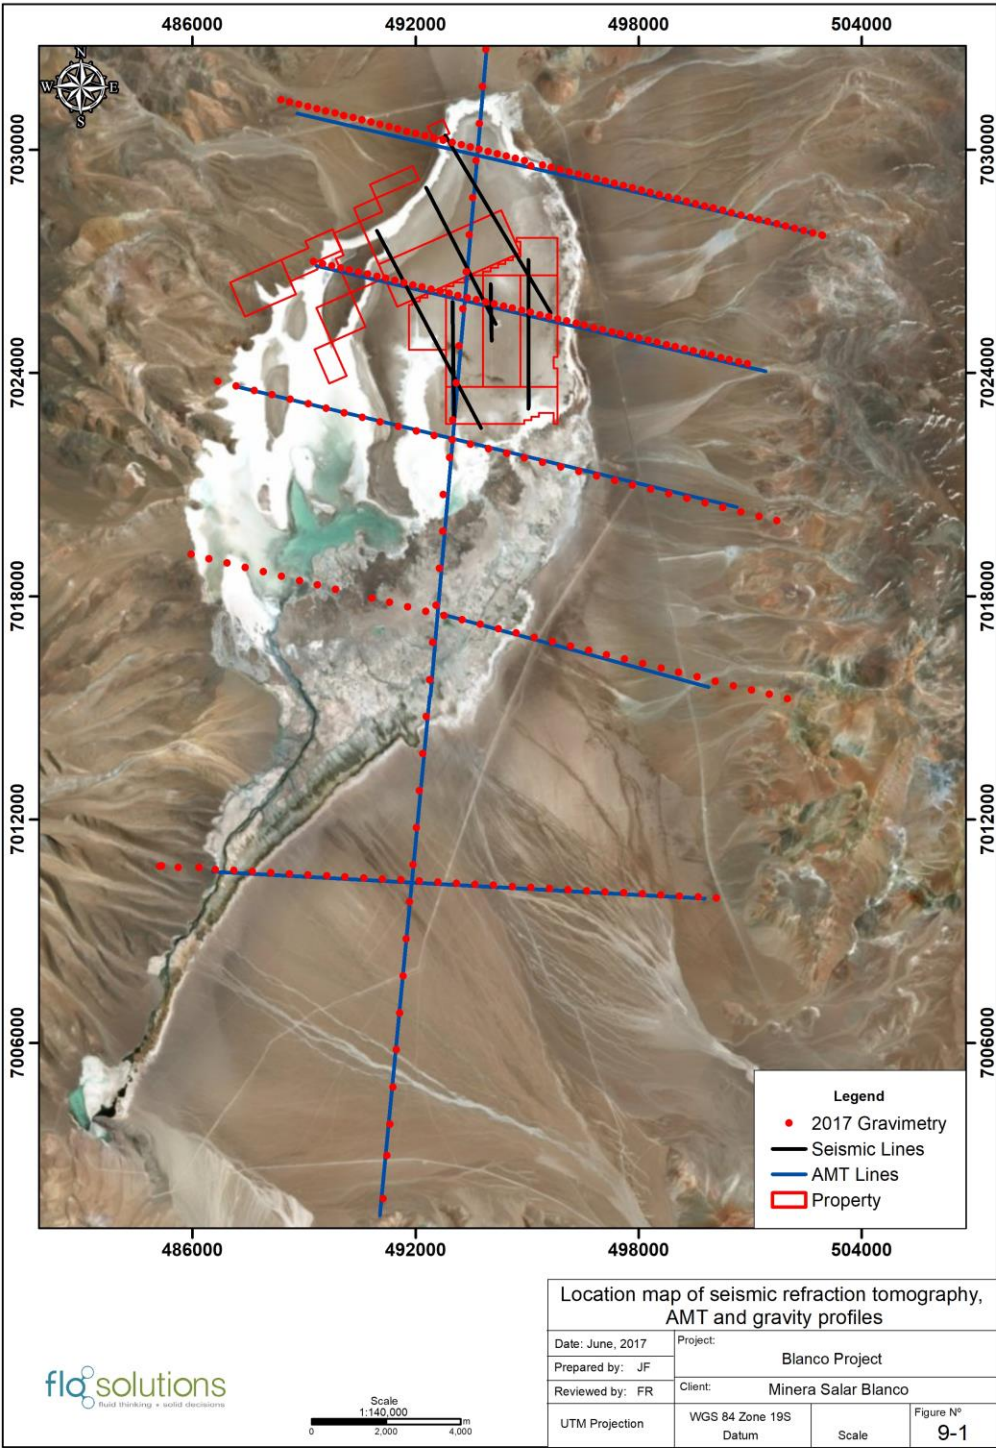 486000 492000 498000 504000
N
W E
S
7030000 7030000
7024000 7024000
7018000 7018000
7012000 7012000
7006000 7006000
Legend
2017 Gravimetry
Seismic Lines
AMT Lines
Property
486000 492000 498000 504000
Location map of seismic refraction tomography,
AMT and gravity profiles
Date: June, 2017
Prepared by: JF
Reviewed by: FR
Project:
Blanco Project
Client: Minera Salar Blanco
UTM Projection
WGS 84 Zone 19S
Datum
Scale
Figure Nº
9-1
flosolutions
fluid thinking • solid decisions
Scale
1:140,000
m
0 2,000 4,000